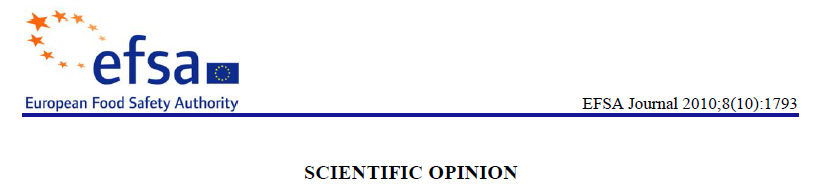 efsa
European Food Safety Authority
EFSA Journal 2010;8(10):1793
SCIENTIFIC OPINION